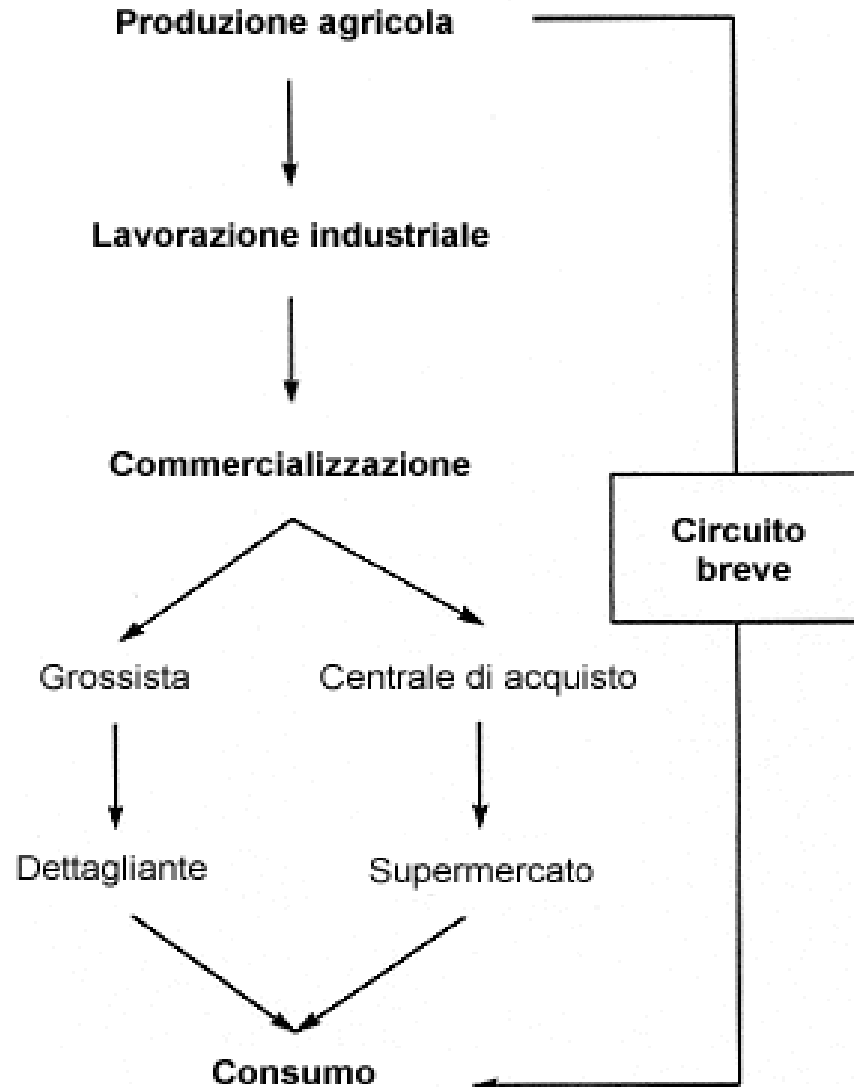 Produzione agricola
Lavorazione industriale
Commercializzazione
Circuito
breve
Grossista
Centrale di acquisto
Dettagliante
Supermercato
Consumo